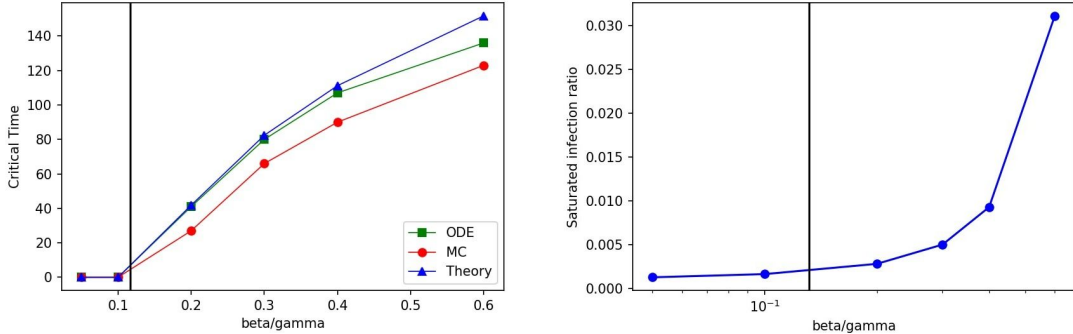 Critical Time
140
120
100
80
60
40
20
0
0.1 0.2 0.3 0.4 0.5 0.6
beta/gamma
ODE
MC
Theory
Saturated infection ratio
0.030
0.025
0.020
0.015
0.010
0.005
0.000
10⁻¹
beta/gamma